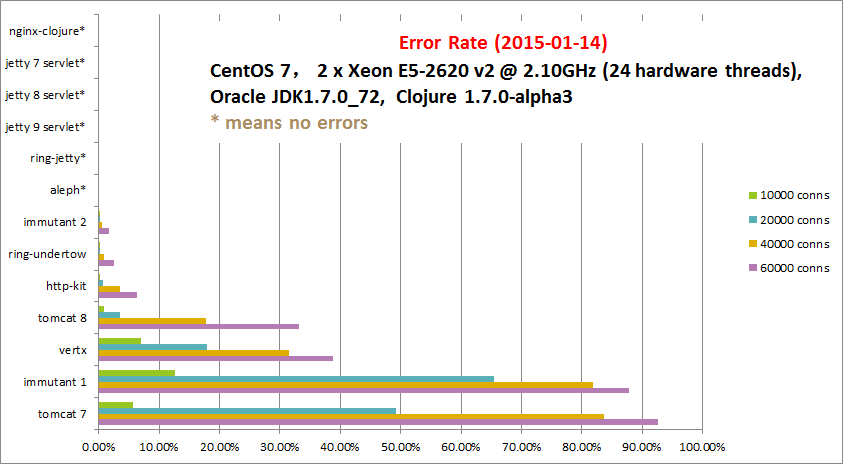 Error Rate (2015-01-14)
CentOS 7， 2 x Xeon E5-2620 v2 @ 2.10GHz (24 hardware threads),
Oracle JDK1.7.0_72, Clojure 1.7.0-alpha3
* means no errors
nginx-clojure*
jetty 7 servlet*
jetty 8 servlet*
jetty 9 servlet*
ring-jetty*
aleph*
immutant 2
ring-undertow
http-kit
tomcat 8
vertx
immutant 1
tomcat 7
10000 conns
20000 conns
40000 conns
60000 conns
0.00% 10.00% 20.00% 30.00% 40.00% 50.00% 60.00% 70.00% 80.00% 90.00% 100.00%